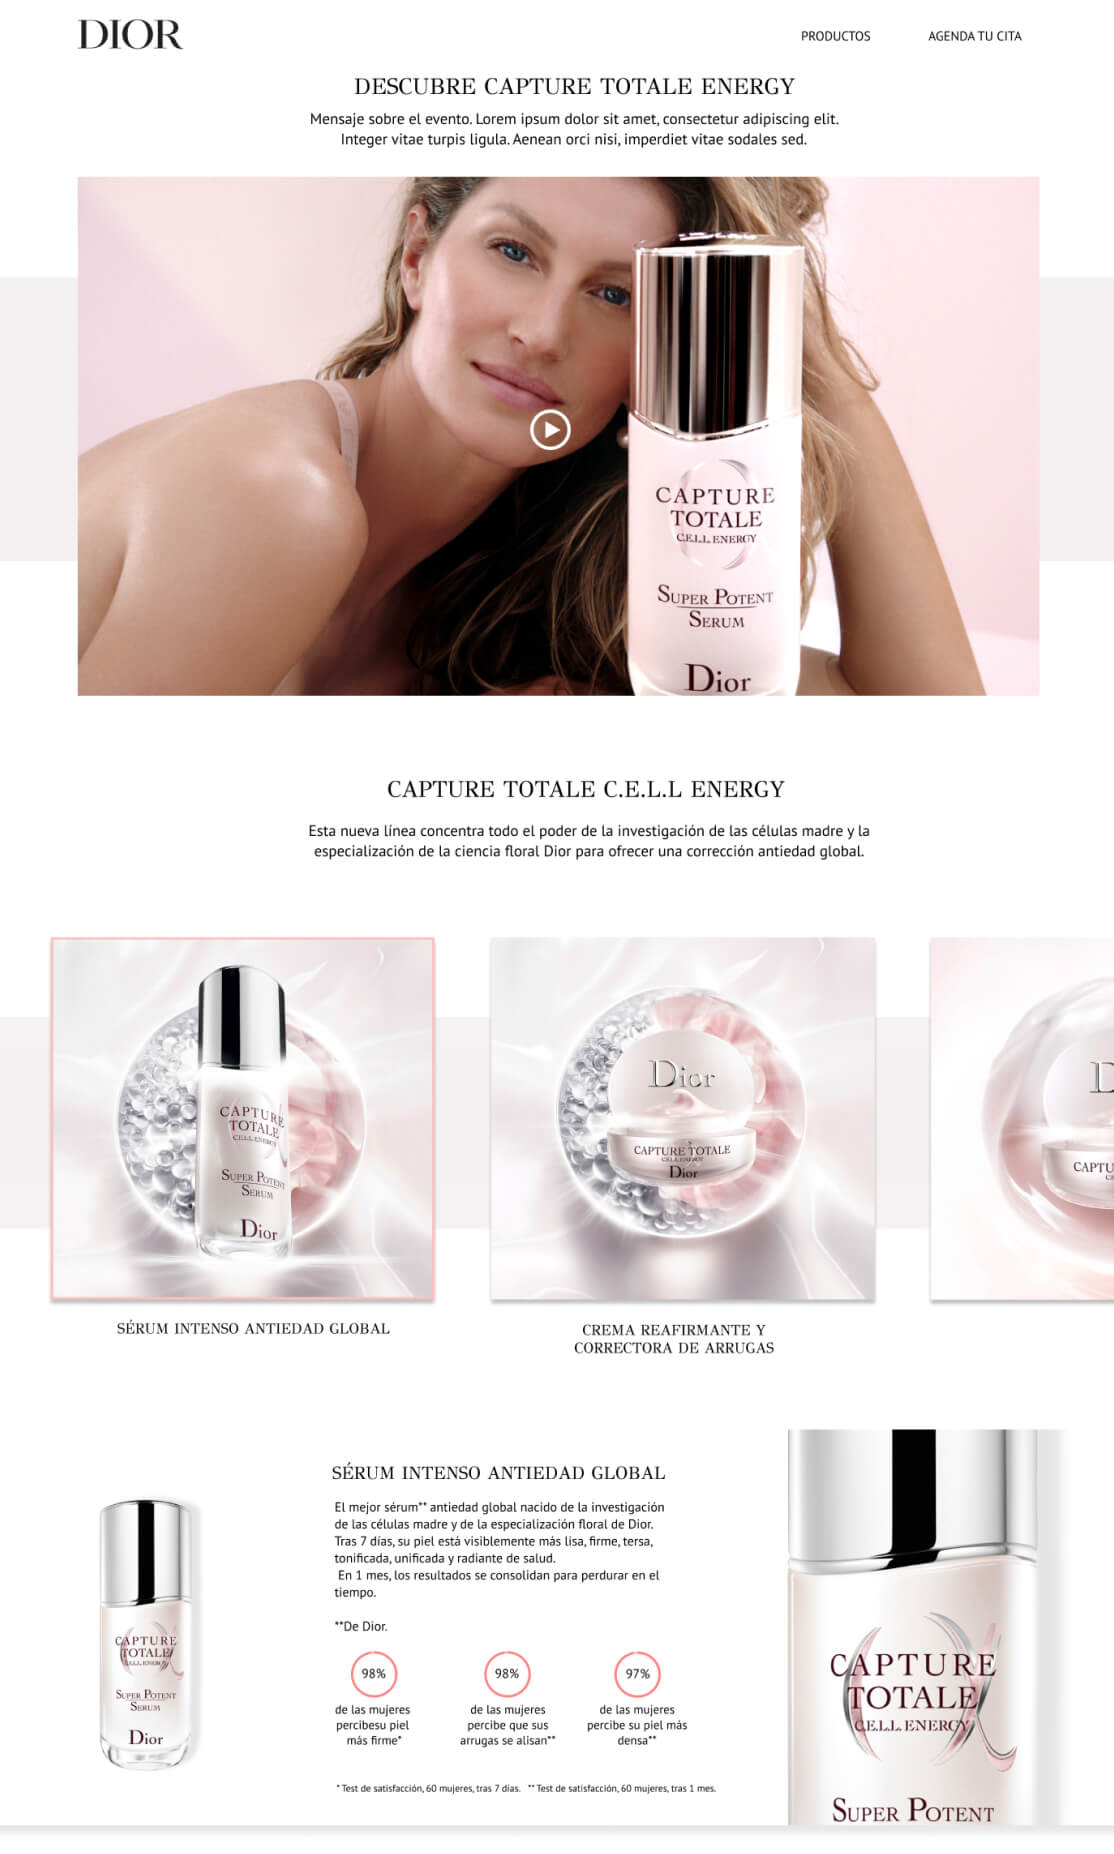 DIOR
PRODUCTOS
AGENDA TU CITA
DESCUBRE CAPTURE TOTALE ENERGY
Mensaje sobre el evento. Lorem ipsum dolor sit amet, consectetur adipiscing elit.
Integer vitae turpis ligula. Aenean orci nisi, imperdiet vitae sodales sed.
CAPTURE
TOTALE
C.E.L.L. ENERGY
SUPER POTENT
SERUM
Dior
CAPTURE TOTALE C.E.L.L ENERGY
Esta nueva línea concentra todo el poder de la investigación de las células madre y la
especialización de la ciencia floral Dior para ofrecer una corrección antiedad global.
CAPTURE
TOTALE
C.E.L.L. ENERGY
SUPER POTENT
SERUM
Dior
Dior
CAPTURE TOTALE
C.E.L.L. ENERGY
Dior
D
CAPTU
CE
SÉRUM INTENSO ANTIEDAD GLOBAL
CREMA REAFIRMANTE Y
CORRECTORA DE ARRUGAS
SÉRUM INTENSO ANTIEDAD GLOBAL
El mejor sérum** antiedad global nacido de la investigación
de las células madre y de la especialización floral de Dior.
Tras 7 días, su piel está visiblemente más lisa, firme, tersa,
tonificada, unificada y radiante de salud.
En 1 mes, los resultados se consolidan para perdurar en el
tiempo.
**De Dior.
98%
de las mujeres
percibesu piel
más firme*
98%
de las mujeres
percibe que sus
arrugas se alisan**
97%
de las mujeres
percibe su piel más
densa**
* Test de satisfacción, 60 mujeres, tras 7 días. ** Test de satisfacción, 60 mujeres, tras 1 mes.
CAPTURE
TOTALE
C.E.L.L. ENERGY
SUPER POTENT
SERUM
Dior
CAPTURE
TOTALE
C.E.L.L. ENERGY
SUPER POTENT